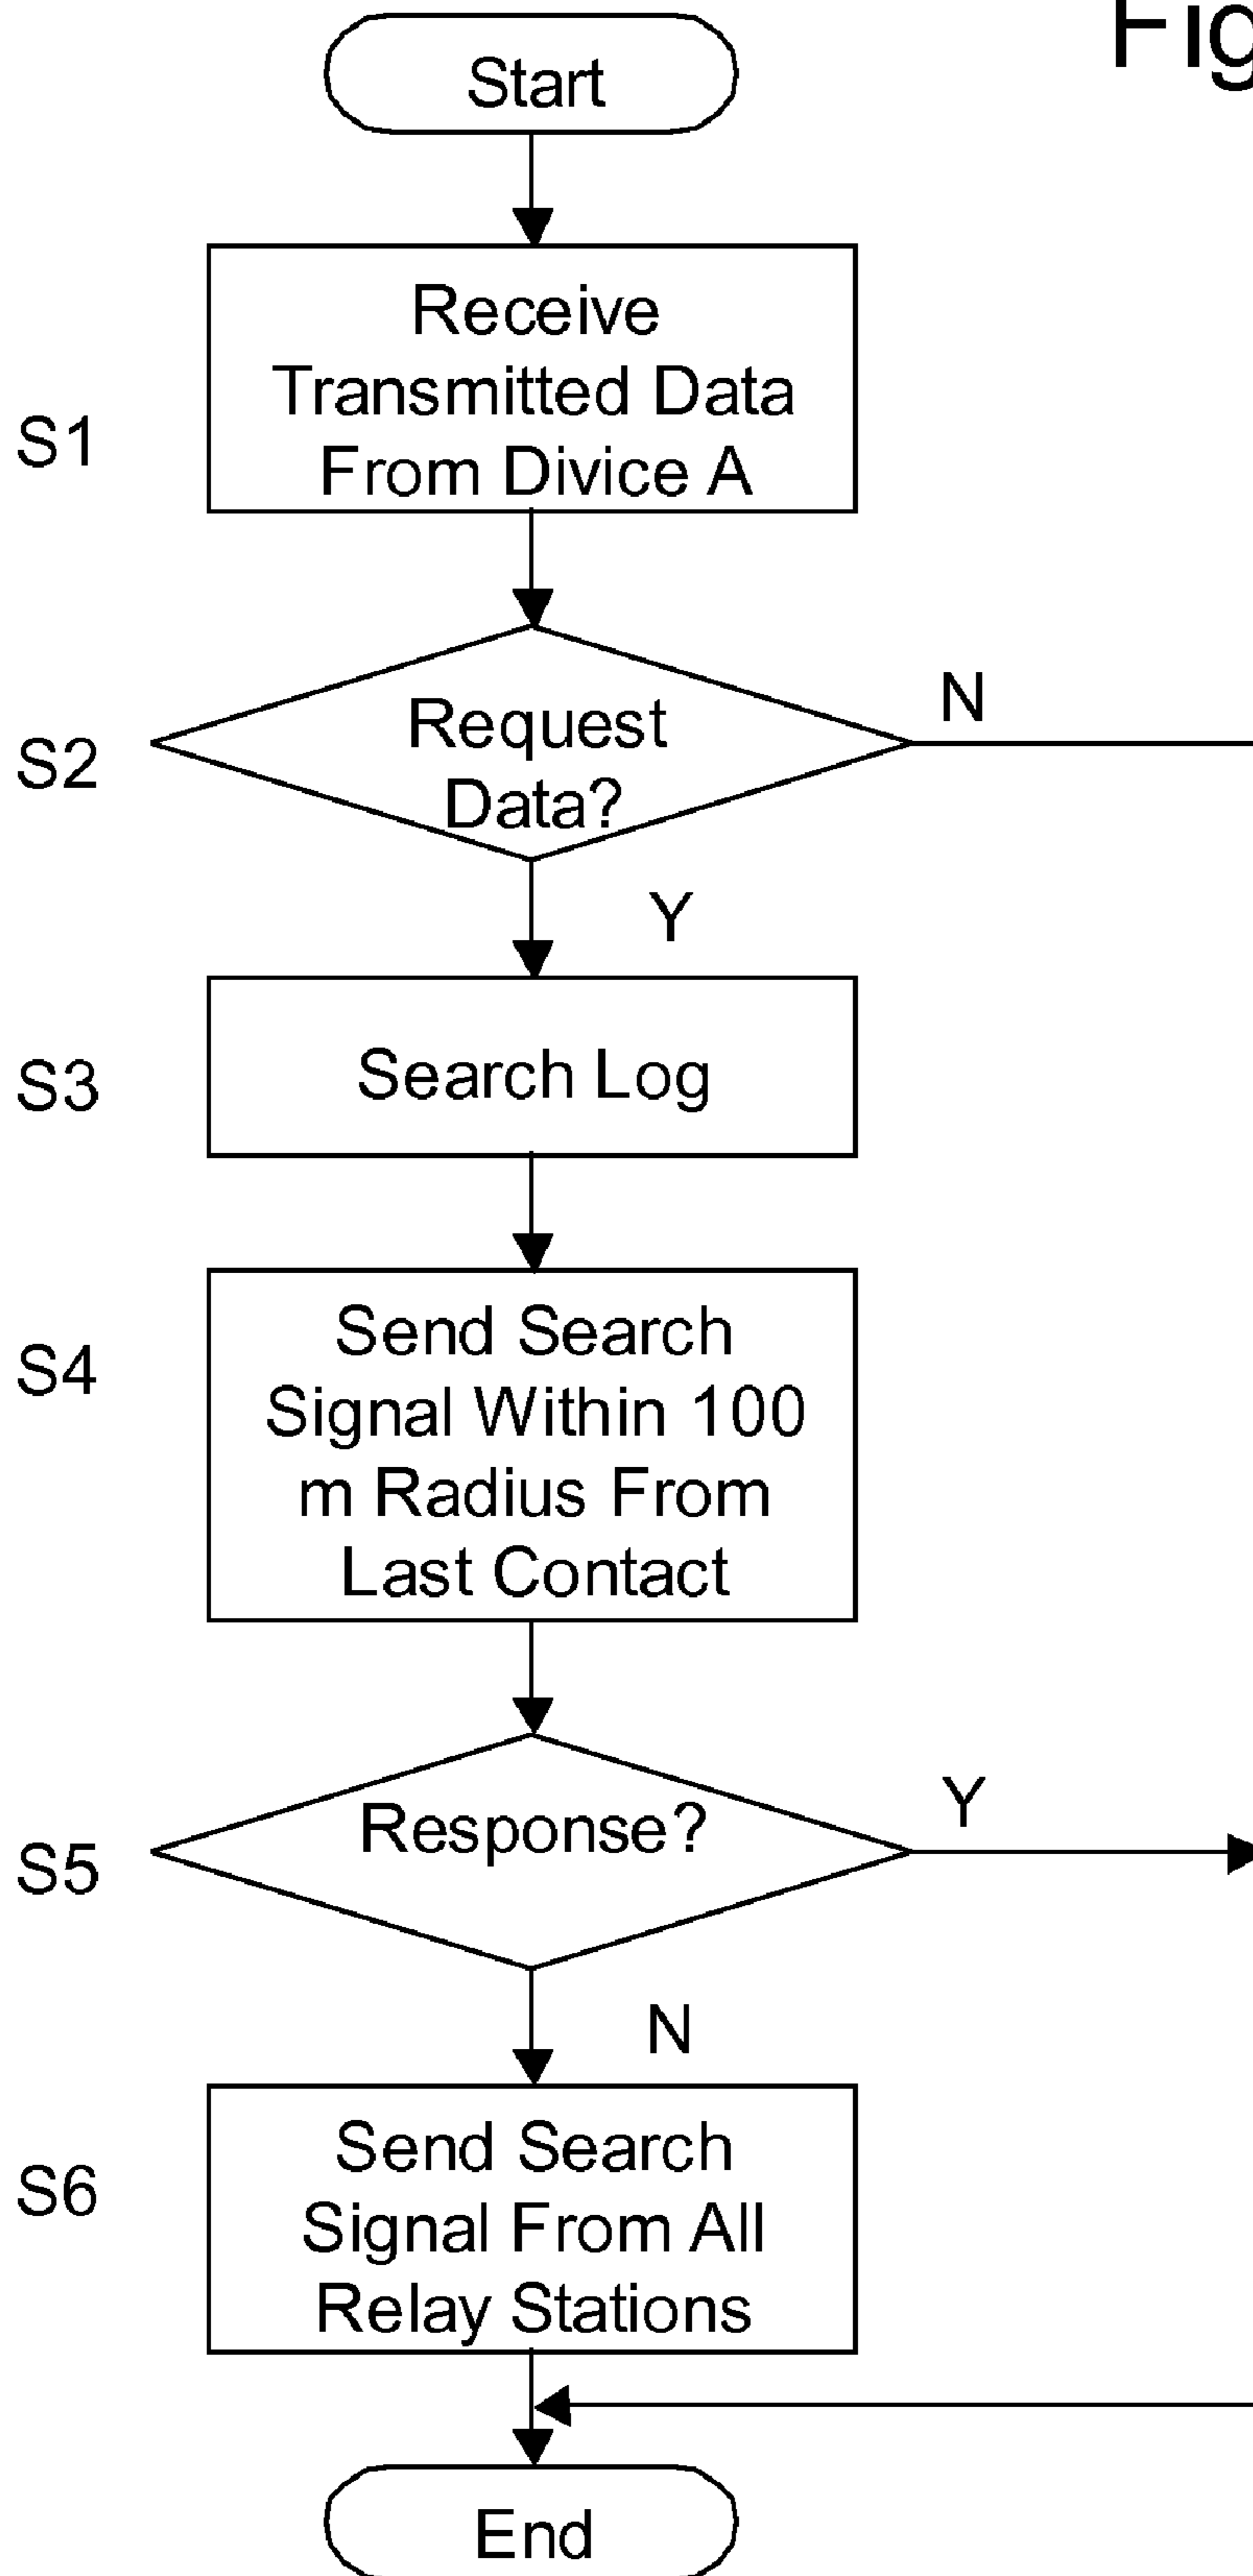 Fig
Start
S1
Receive
Transmitted Data
From Divice A
S2
Request
Data?
N
Y
S3
Search Log
S4
Send Search
Signal Within 100
m Radius From
Last Contact
S5
Response?
Y
N
S6
Send Search
Signal From All
Relay Stations
End